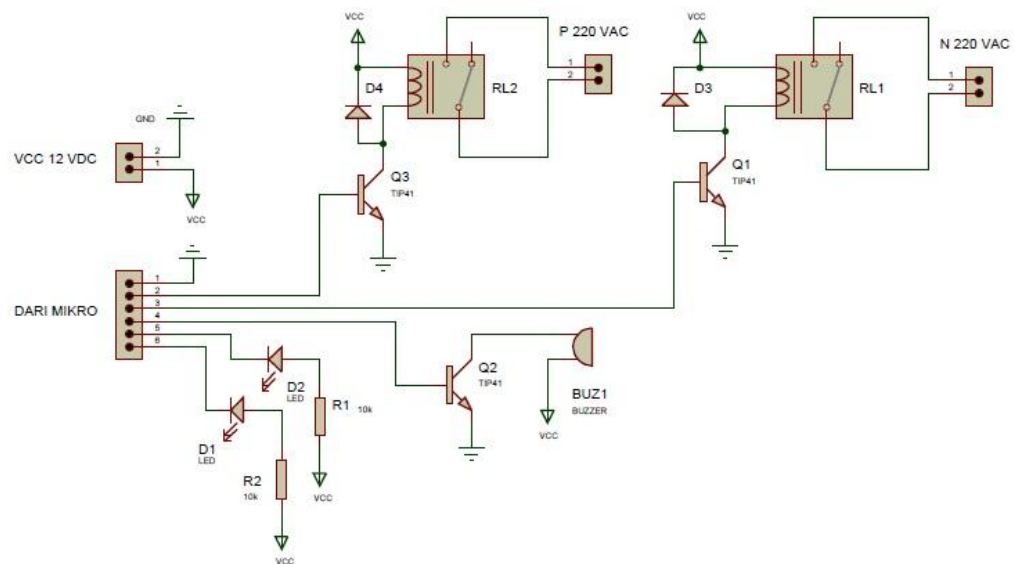 VCC
P 220 VAC
1
2
D4
RL2
VCC
N 220 VAC
1
2
D3
RL1
GND
VCC 12 VDC
2
1
VCC
Q3
TIP41
Q1
TIP41
DARI MIKRO
1
2
3
4
5
6
D2
LED
R1 10k
VCC
D1
LED
R2
10k
VCC
Q2
TIP41
BUZ1
BUZZER
VCC